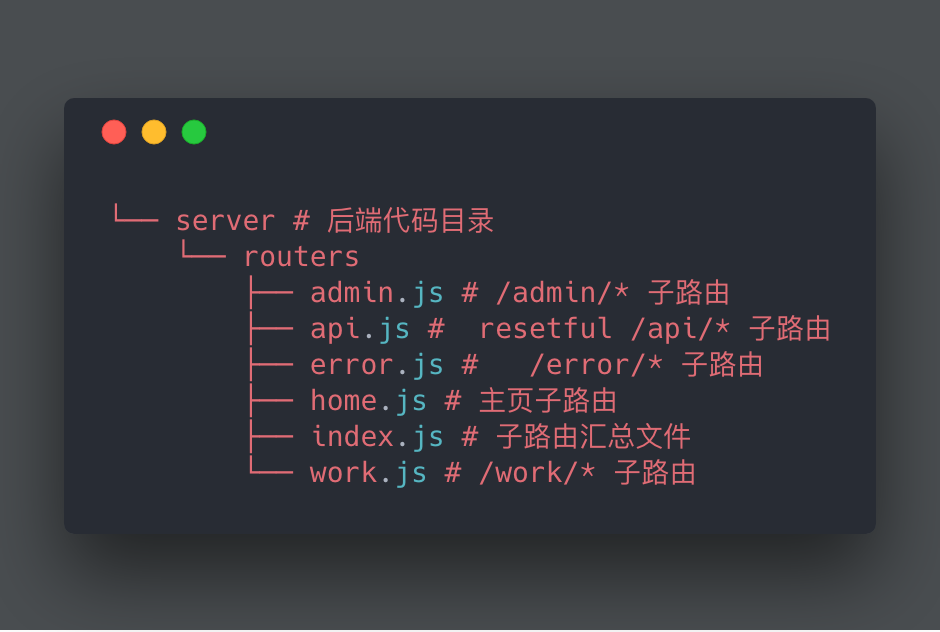 └── server # 后端代码目录
    └── routers
        ├── admin.js # /admin/* 子路由
        ├── api.js #  resetful /api/* 子路由
        ├── error.js #   /error/* 子路由
        ├── home.js # 主页子路由
        ├── index.js # 子路由汇总文件
        └── work.js # /work/* 子路由